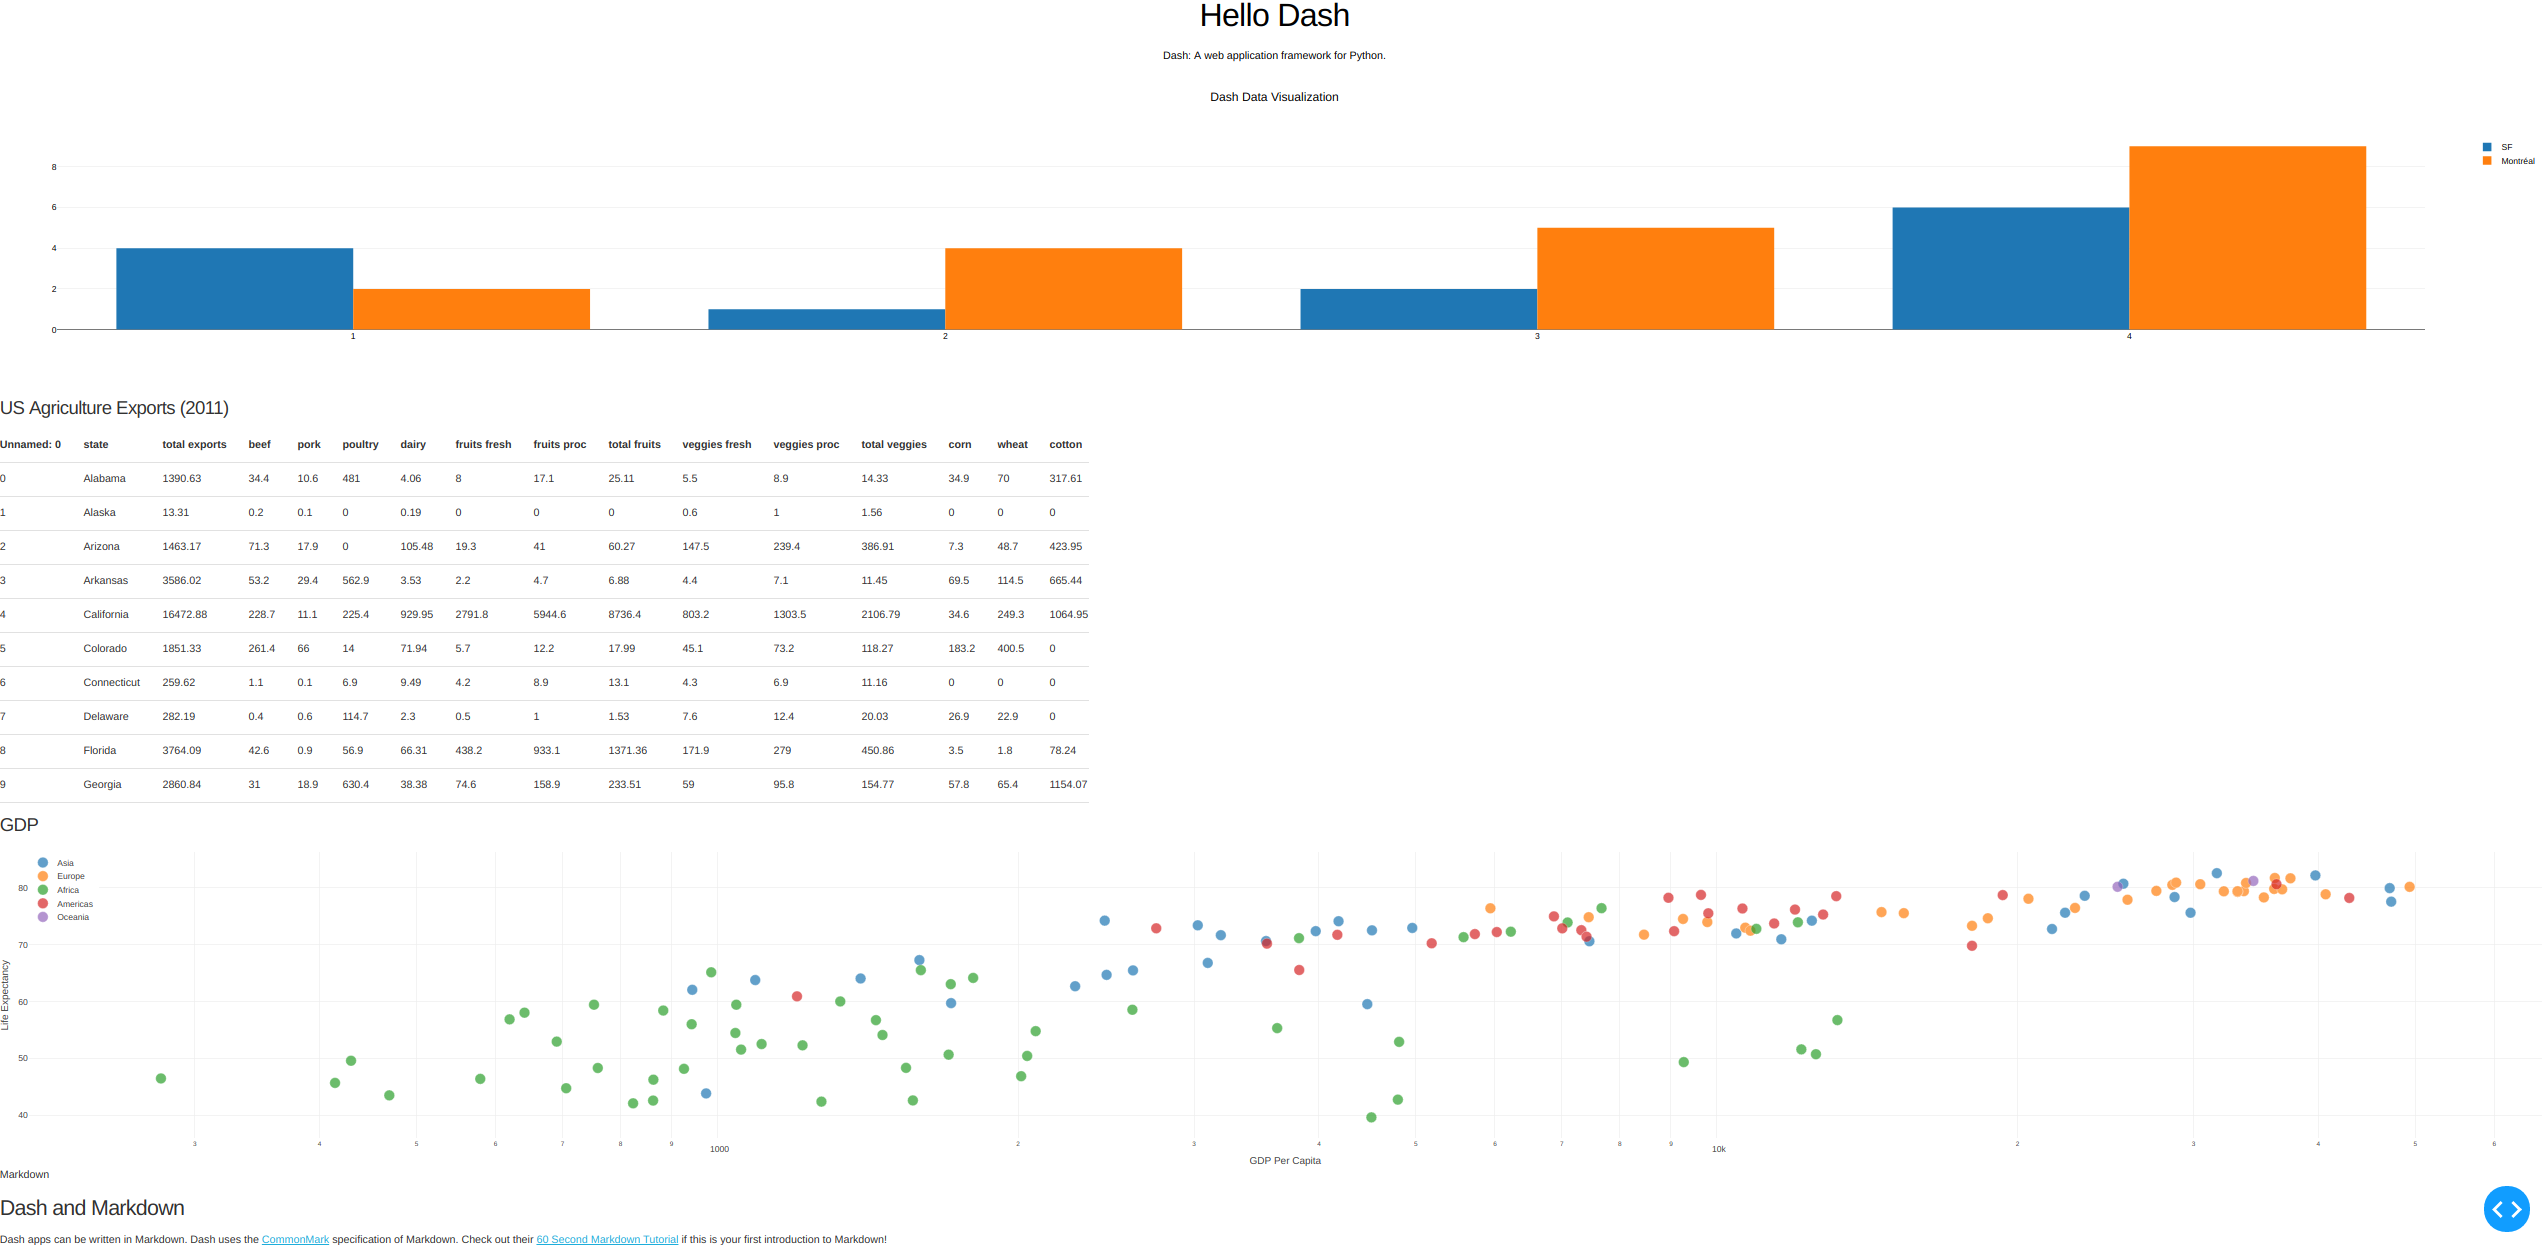 Hello Dash
Dash: A web application framework for Python.
Dash Data Visualization
SF
Montréal
8
6
4
2
0
1 2 3 4
US Agriculture Exports (2011)
Unnamed: 0 state total exports beef pork poultry dairy fruits fresh fruits proc total fruits veggies fresh veggies proc total veggies corn wheat cotton
0 Alabama 1390.63 34.4 10.6 481 4.06 8 17.1 25.11 5.5 8.9 14.33 34.9 70 317.61
1 Alaska 13.31 0.2 0.1 0 0.19 0 0 0 0.6 1 1.56 0 0 0
2 Arizona 1463.17 71.3 17.9 0 105.48 19.3 41 60.27 147.5 239.4 386.91 7.3 48.7 423.95
3 Arkansas 3586.02 53.2 29.4 562.9 3.53 2.2 4.7 6.88 4.4 7.1 11.45 69.5 114.5 665.44
4 California 16472.88 228.7 11.1 225.4 929.95 2791.8 5944.6 8736.4 803.2 1303.5 2106.79 34.6 249.3 1064.95
5 Colorado 1851.33 261.4 66 14 71.94 5.7 12.2 17.99 45.1 73.2 118.27 183.2 400.5 0
6 Connecticut 259.62 1.1 0.1 6.9 9.49 4.2 8.9 13.1 4.3 6.9 11.16 0 0 0
7 Delaware 282.19 0.4 0.6 114.7 2.3 0.5 1 1.53 7.6 12.4 20.03 26.9 22.9 0
8 Florida 3764.09 42.6 0.9 56.9 66.31 438.2 933.1 1371.36 171.9 279 450.86 3.5 1.8 78.24
9 Georgia 2860.84 31 18.9 630.4 38.38 74.6 158.9 233.51 59 95.8 154.77 57.8 65.4 1154.07
GDP
Asia
Europe
Africa
Americas
Oceania
80
70
60
50
40
Life Expectancy
3 4 5 6 7 8 9 1000 2 3 4 5 6 7 8 9 10k 2 3 4 5 6
GDP Per Capita
Markdown
Dash and Markdown
Dash apps can be written in Markdown. Dash uses the CommonMark specification of Markdown. Check out their 60 Second Markdown Tutorial if this is your first introduction to Markdown!